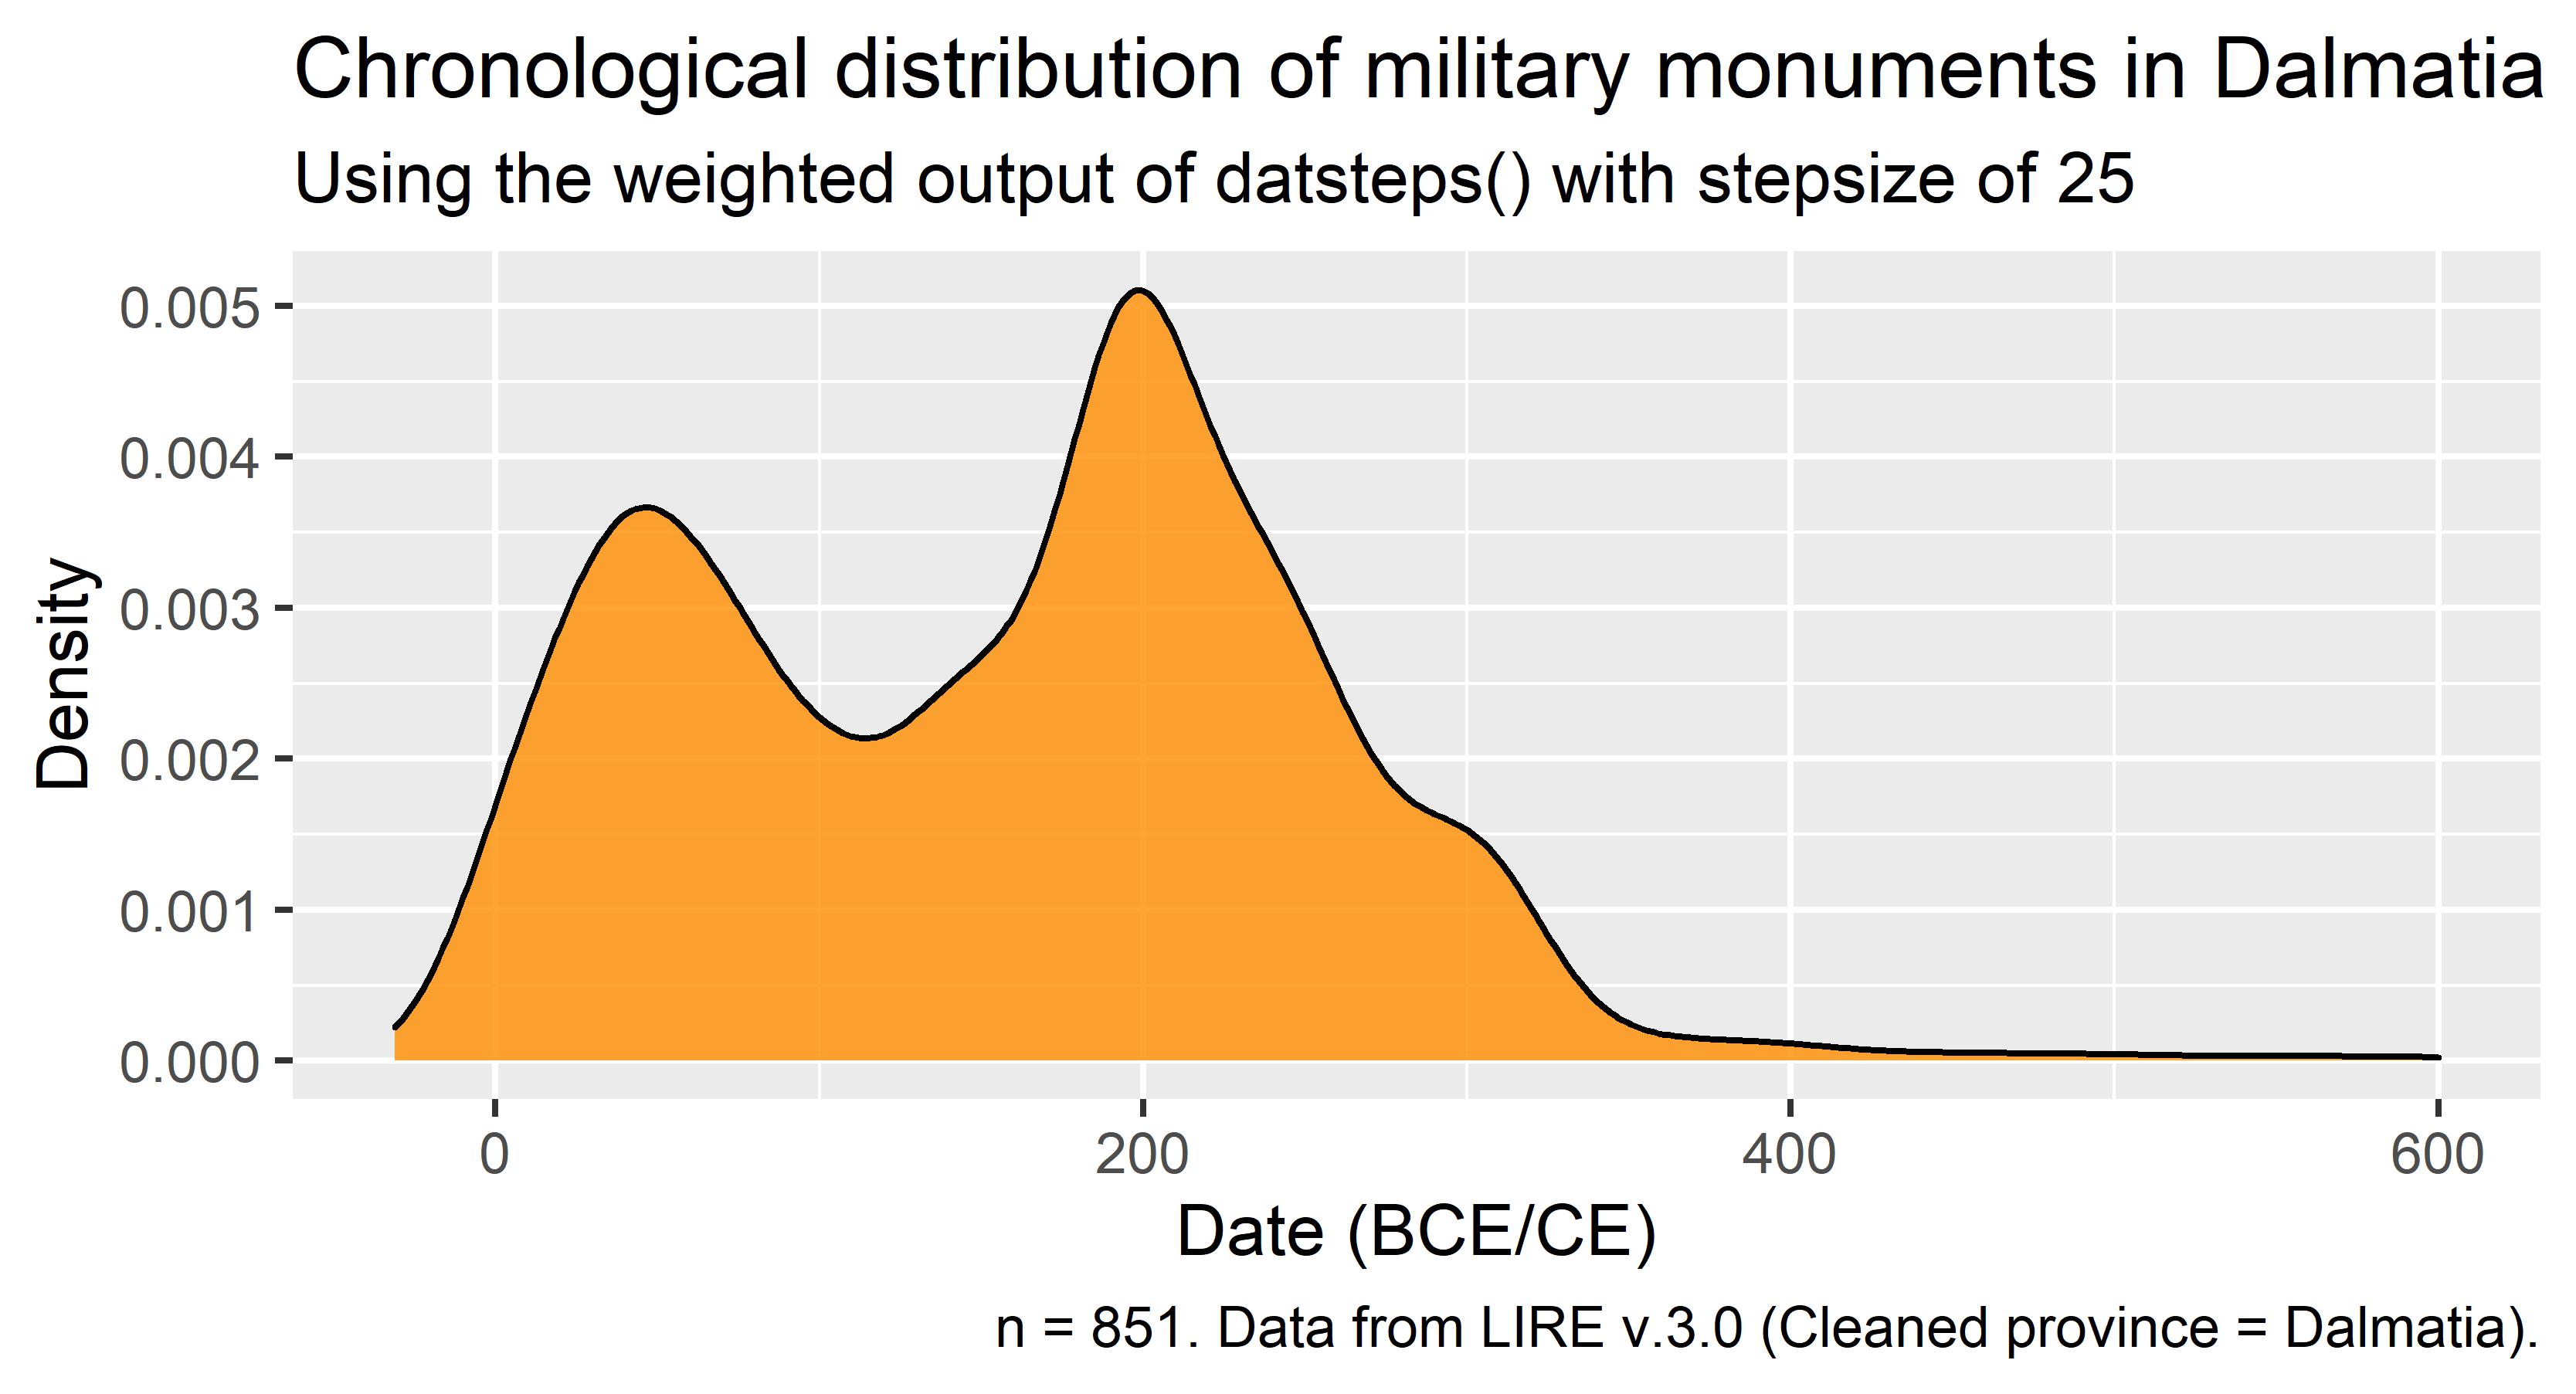 Chronological distribution of military monuments in Dalmatia
Using the weighted output of datsteps() with stepsize of 25
Density
0.005
0.004
0.003
0.002
0.001
0.000
0 200 400 600
Date (BCE/CE)
n = 851. Data from LIRE v.3.0 (Cleaned province = Dalmatia).